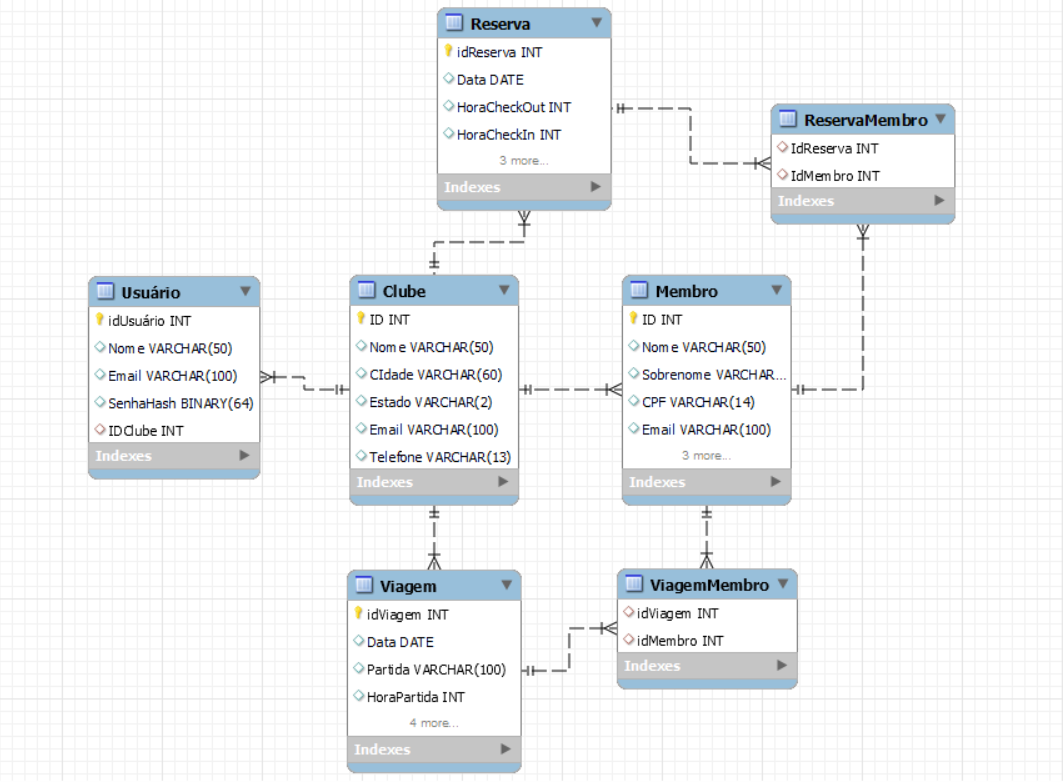 Reserva
idReserva INT
Data DATE
HoraCheckOut INT
HoraCheckIn INT
3 more...
Indexes
ReservaMembro
IdReserva INT
IdMembro INT
Indexes
Usuário
idUsuário INT
Nome VARCHAR(50)
Email VARCHAR(100)
SenhaHash BINARY(64)
IDClube INT
Indexes
Clube
ID INT
Nome VARCHAR(50)
CIdade VARCHAR(60)
Estado VARCHAR(2)
Email VARCHAR(100)
Telefone VARCHAR(13)
Indexes
Membro
ID INT
Nome VARCHAR(50)
Sobrenome VARCHAR...
CPF VARCHAR(14)
Email VARCHAR(100)
3 more...
Indexes
Viagem
idViagem INT
Data DATE
Partida VARCHAR(100)
HoraPartida INT
4 more...
Indexes
ViagemMembro
idViagem INT
idMembro INT
Indexes